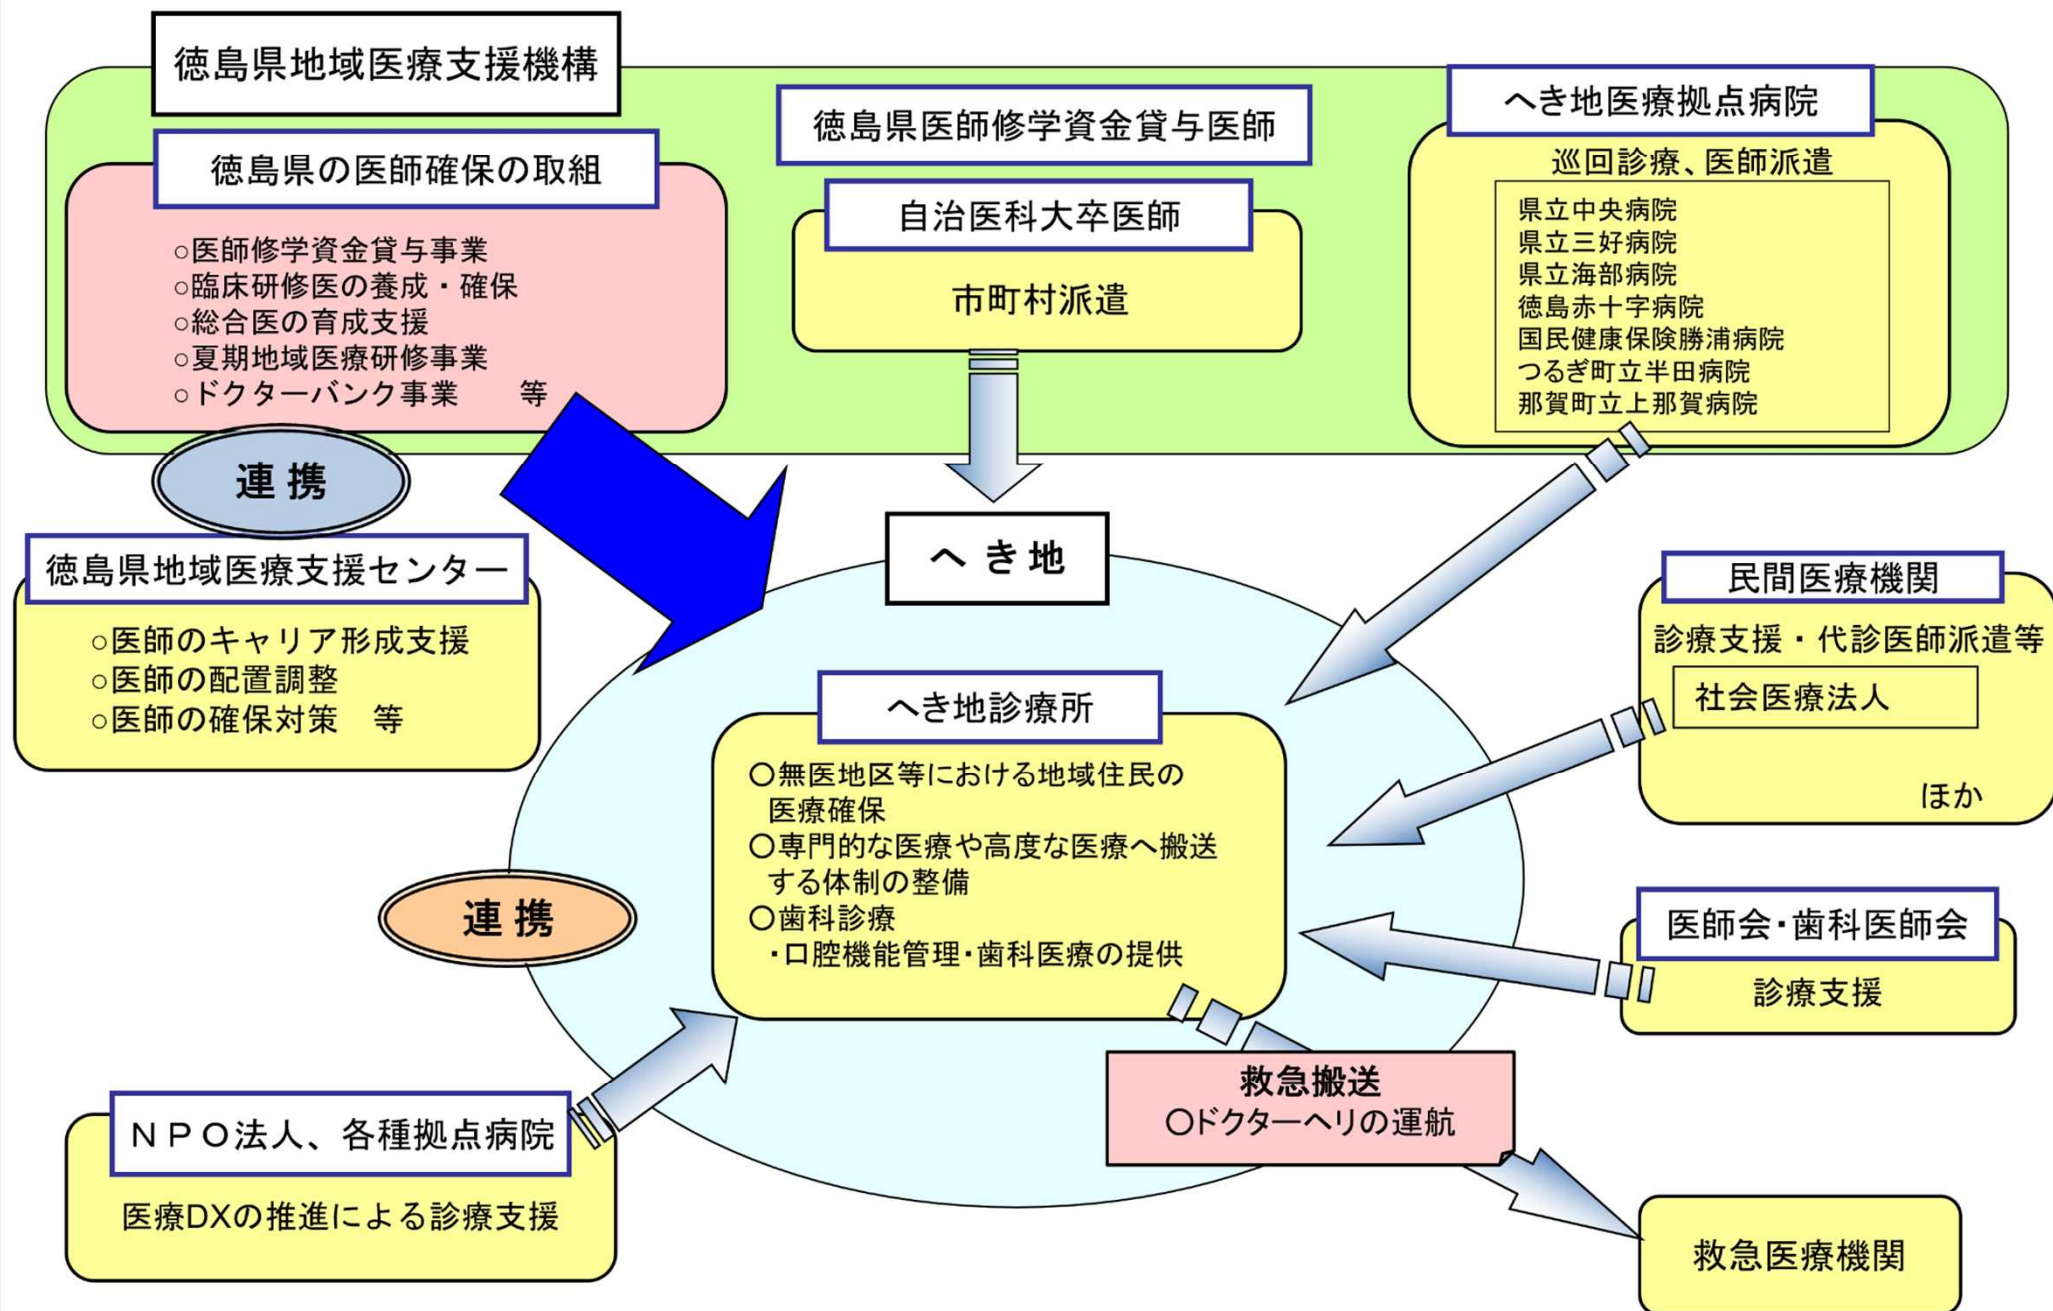 徳島県地域医療支援機構
徳島県の医師確保の取組
○医師修学資金貸与事業
○臨床研修医の養成・確保
○総合医の育成支援
○夏期地域医療研修事業
○ドクターバンク事業　　等
徳島県医師修学資金貸与医師
自治医科大卒医師
市町村派遣
へき地医療拠点病院
巡回診療、医師派遣
県立中央病院
県立三好病院
県立海部病院
徳島赤十字病院
国民健康保険勝浦病院
つるぎ町立半田病院
那賀町立上那賀病院
連 携
徳島県地域医療支援センター
○医師のキャリア形成支援
○医師の配置調整
○医師の確保対策　等
へ き 地
へき地診療所
〇無医地区等における地域住民の
医療確保
〇専門的な医療や高度な医療へ搬送
する体制の整備
〇歯科診療
・口腔機能管理・歯科医療の提供
民間医療機関
診療支援・代診医師派遣等
社会医療法人
ほか
連 携
医師会・歯科医師会
診療支援
救急搬送
〇ドクターヘリの運航
ＮＰＯ法人、各種拠点病院
医療DXの推進による診療支援
救急医療機関